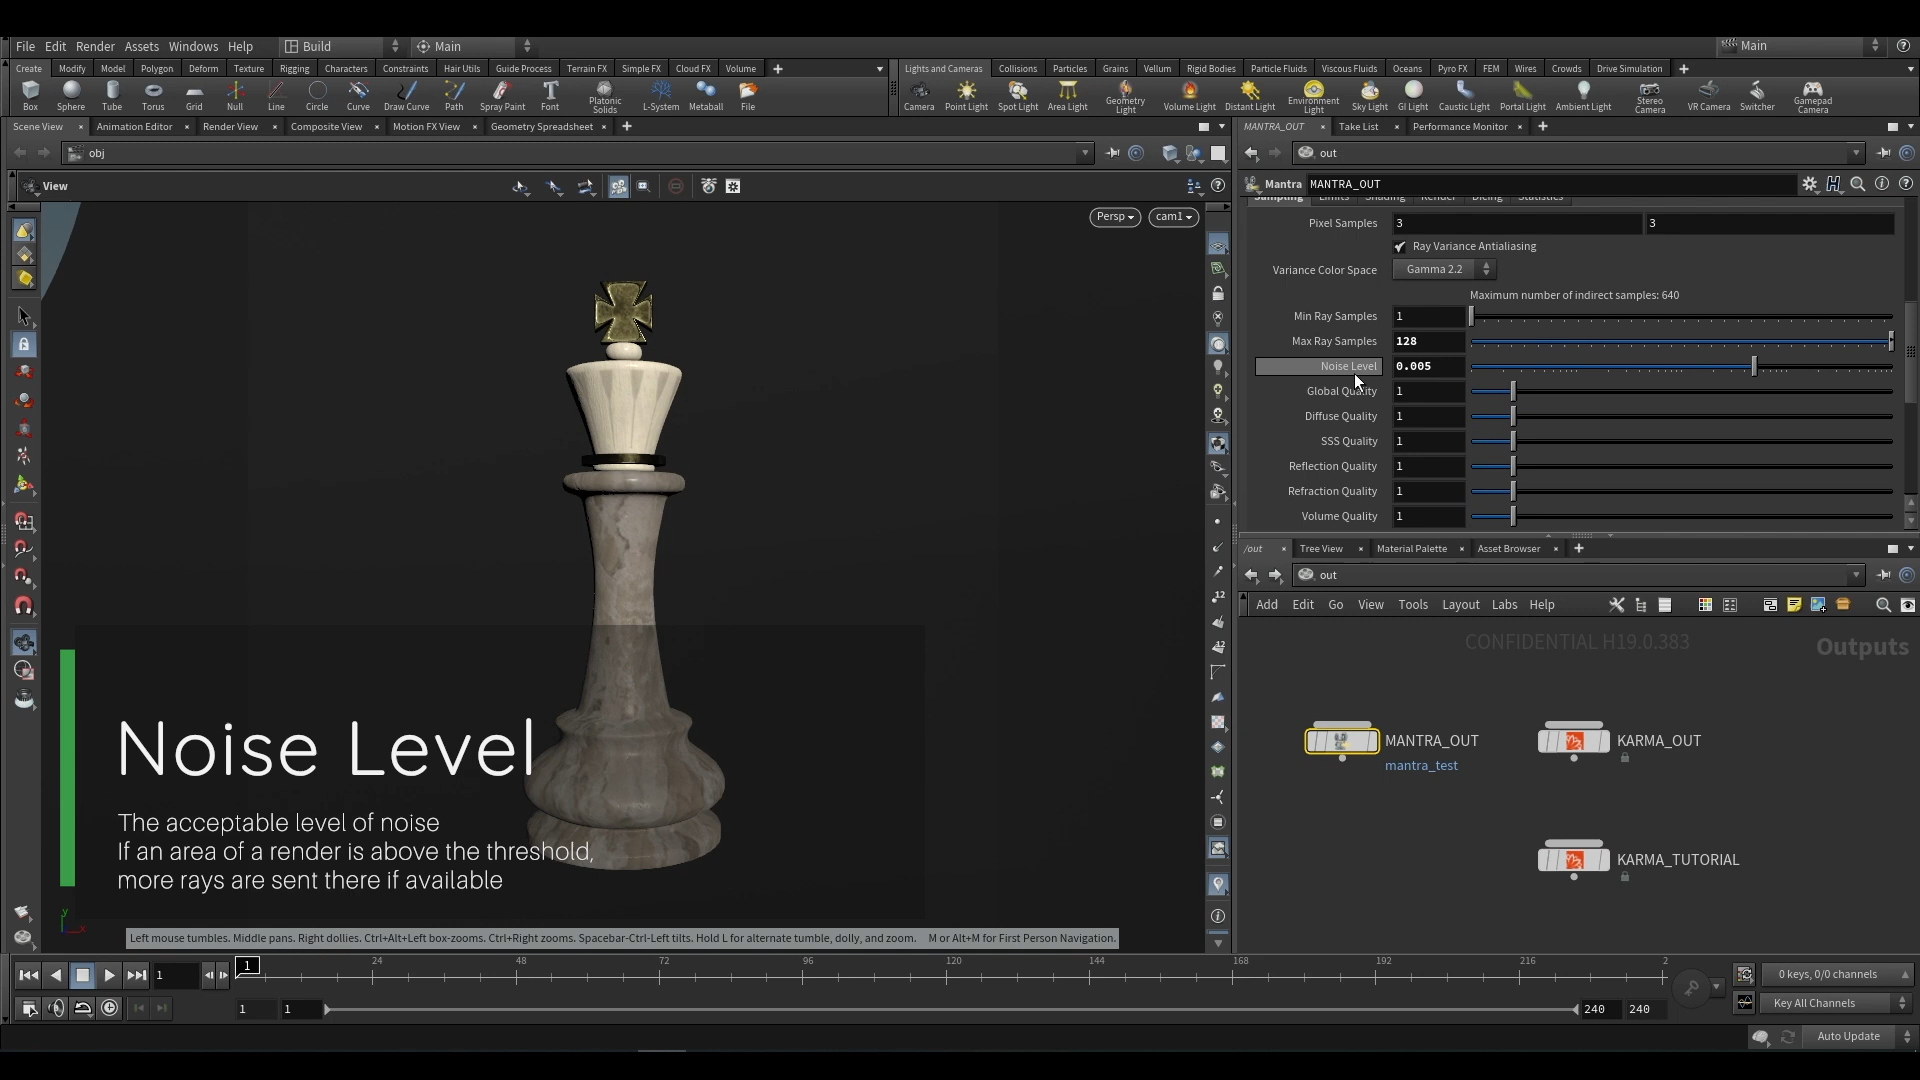 File Edit Render Assets Windows Help Build Main Main
Create Modify Model Polygon Deform Texture Rigging Characters Constraints Hair Utils Guide Process Terrain FX Simple FX Cloud FX Volume
Lights and Cameras Collisions Particles Grains Vellum Rigid Bodies Particle Fluids Viscous Fluids Oceans Pyro FX FEM Wires Crowds Drive Simulation
Box Sphere Tube Torus Grid Null Line Circle Curve Draw Curve Path Spray Paint Font Platonic Solids L-System Metaball File
Camera Point Light Spot Light Area Light Geometry Light Volume Light Distant Light Environment Light Sky Light GI Light Caustic Light Portal Light Ambient Light Stereo Camera VR Camera Switcher Gamepad Camera
Scene View Animation Editor Render View Composite View Motion FX View Geometry Spreadsheet
MANTRA_OUT Take List Performance Monitor
obj
out
View
Mantra MANTRA_OUT
Sampling Limits Shading Render Dicing Statistics
Persp cam1
Pixel Samples 3 3
Ray Variance Antialiasing
Variance Color Space Gamma 2.2
Maximum number of indirect samples: 640
Min Ray Samples 1
Max Ray Samples 128
Noise Level 0.005
Global Quality 1
Diffuse Quality 1
SSS Quality 1
Reflection Quality 1
Refraction Quality 1
Volume Quality 1
/out Tree View Material Palette Asset Browser
out
Add Edit Go View Tools Layout Labs Help
CONFIDENTIAL H19.0.383 Outputs
MANTRA_OUT
mantra_test
KARMA_OUT
KARMA_TUTORIAL
Noise Level
The acceptable level of noise
If an area of a render is above the threshold,
more rays are sent there if available
Left mouse tumbles. Middle pans. Right dollies. Ctrl+Alt+Left box-zooms. Ctrl+Right zooms. Spacebar-Ctrl-Left tilts. Hold L for alternate tumble, dolly, and zoom. M or Alt+M for First Person Navigation.
1 1 24 48 72 96 120 144 168 192 216 2
0 keys, 0/0 channels
1 1 240 240
Key All Channels
Auto Update